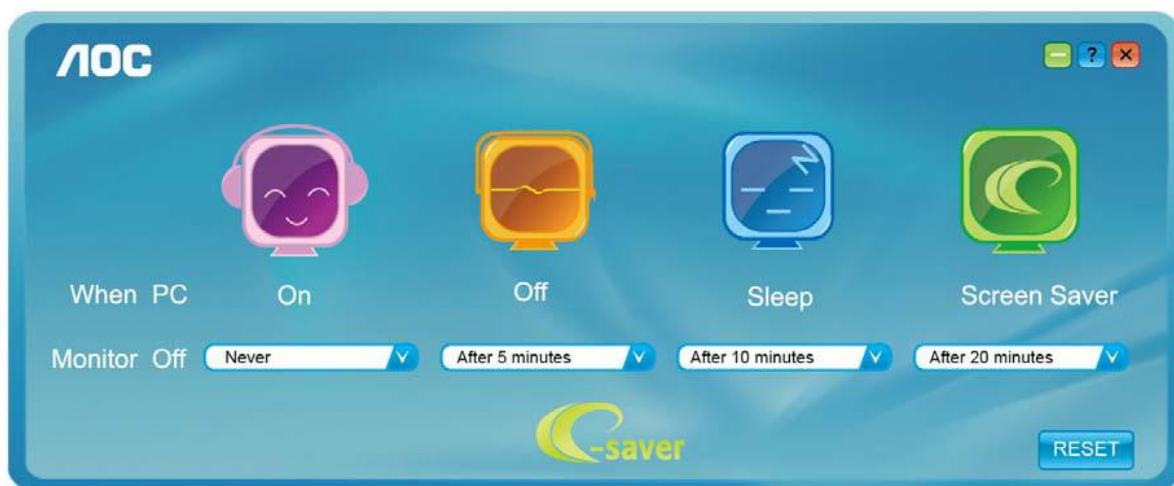 AOC
?
When PC On Off Sleep Screen Saver
Monitor Off Never After 5 minutes After 10 minutes After 20 minutes
e-saver
RESET